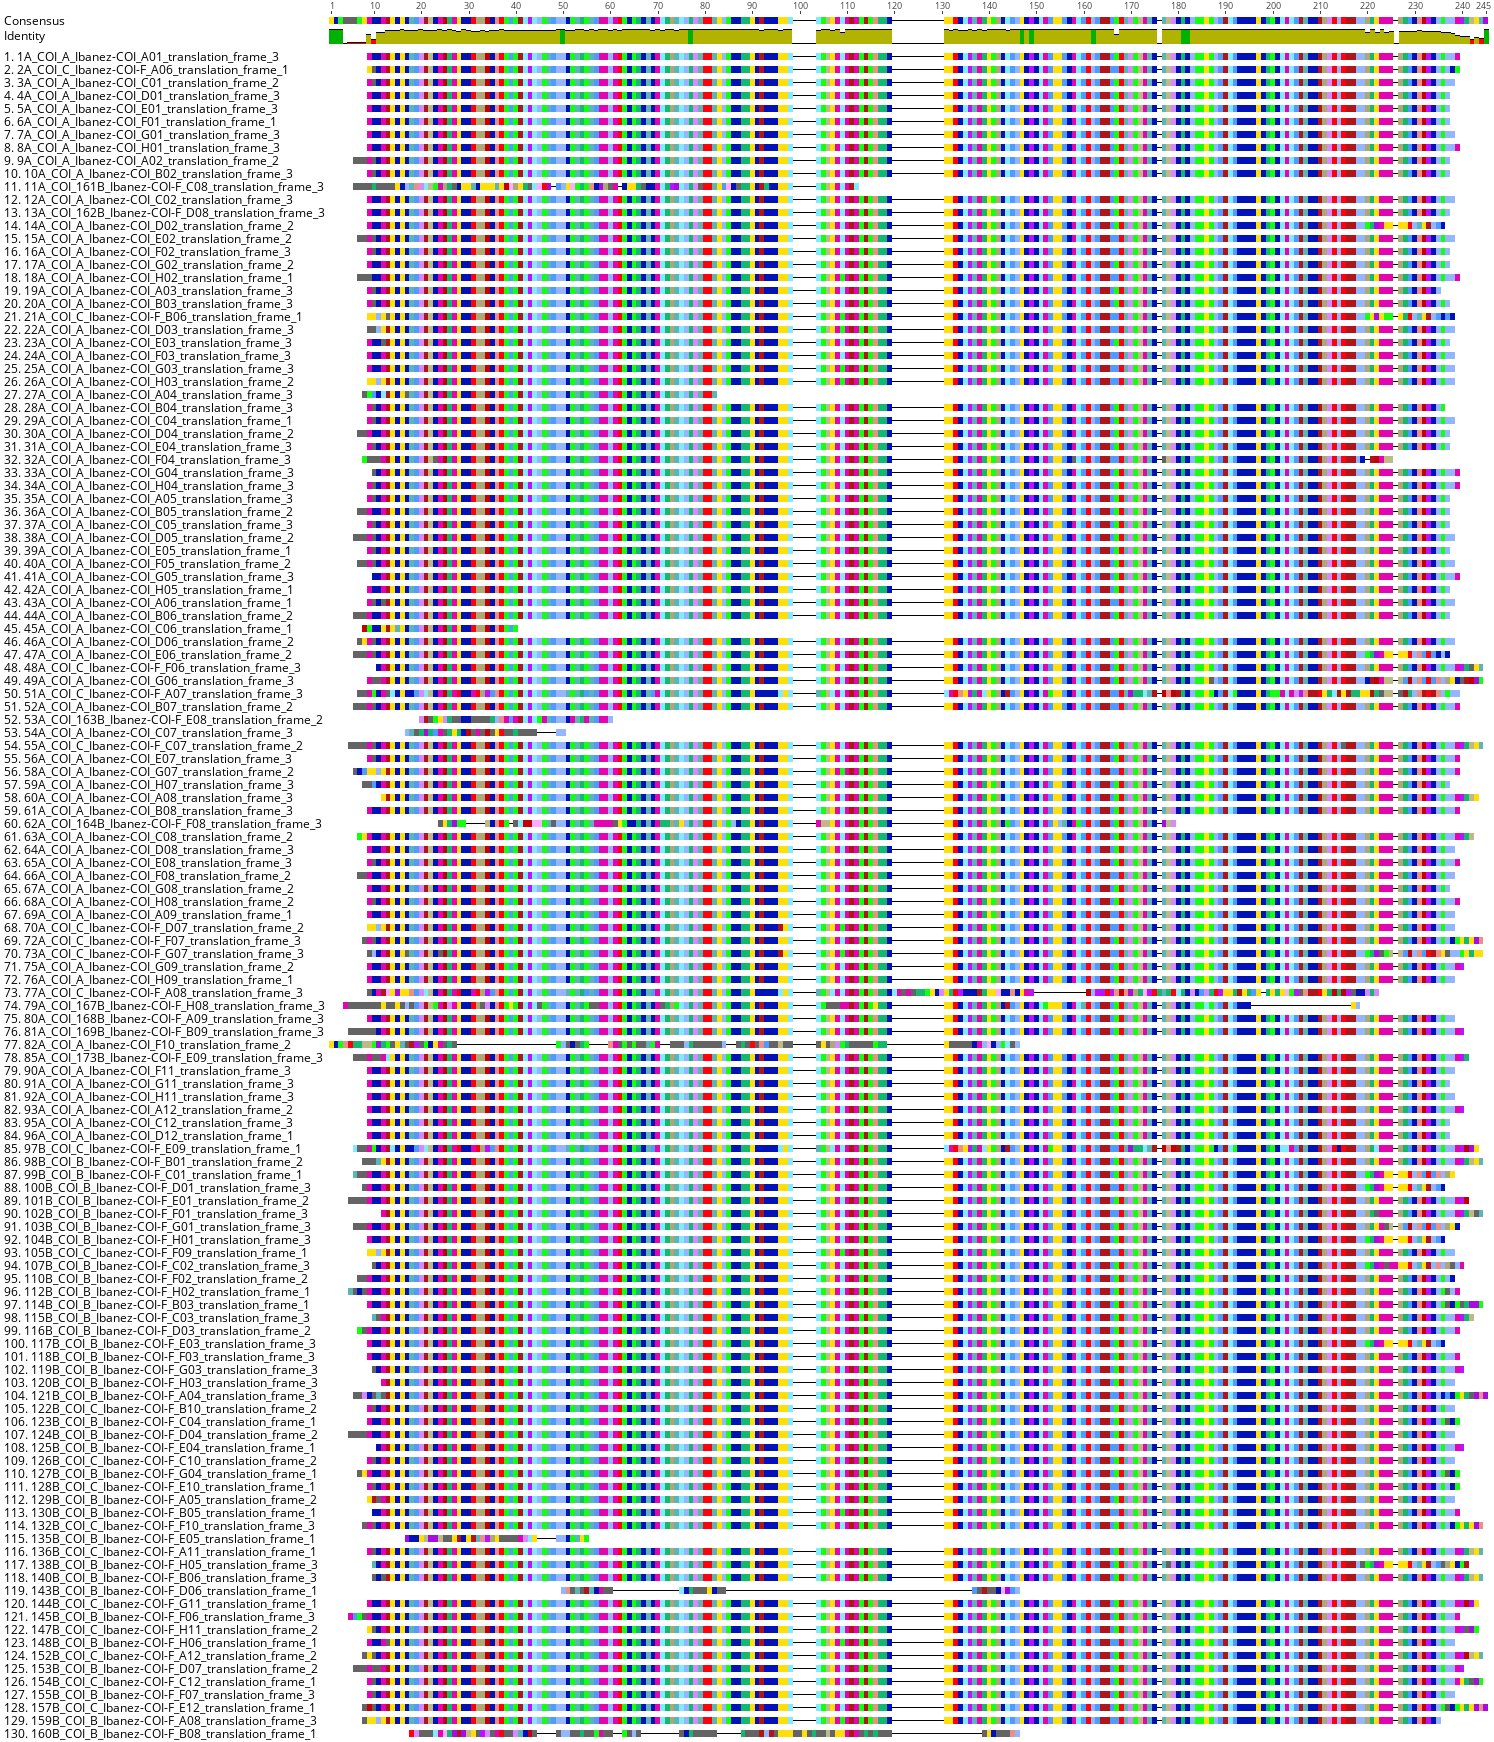 1 10 20 30 40 50 60 70 80 90 100 110 120 130 140 150 160 170 180 190 200 210 220 230 240 245
Consensus
Identity
1. 1A_COI_A_Ibanez-COI_A01_translation_frame_3
2. 2A_COI_C_Ibanez-COI-F_A06_translation_frame_1
3. 3A_COI_A_Ibanez-COI_C01_translation_frame_2
4. 4A_COI_A_Ibanez-COI_D01_translation_frame_3
5. 5A_COI_A_Ibanez-COI_E01_translation_frame_3
6. 6A_COI_A_Ibanez-COI_F01_translation_frame_1
7. 7A_COI_A_Ibanez-COI_G01_translation_frame_3
8. 8A_COI_A_Ibanez-COI_H01_translation_frame_3
9. 9A_COI_A_Ibanez-COI_A02_translation_frame_2
10. 10A_COI_A_Ibanez-COI_B02_translation_frame_3
11. 11A_COI_161B_Ibanez-COI-F_C08_translation_frame_3
12. 12A_COI_A_Ibanez-COI_C02_translation_frame_3
13. 13A_COI_162B_Ibanez-COI-F_D08_translation_frame_3
14. 14A_COI_A_Ibanez-COI_D02_translation_frame_2
15. 15A_COI_A_Ibanez-COI_E02_translation_frame_2
16. 16A_COI_A_Ibanez-COI_F02_translation_frame_3
17. 17A_COI_A_Ibanez-COI_G02_translation_frame_2
18. 18A_COI_A_Ibanez-COI_H02_translation_frame_1
19. 19A_COI_A_Ibanez-COI_A03_translation_frame_3
20. 20A_COI_A_Ibanez-COI_B03_translation_frame_3
21. 21A_COI_C_Ibanez-COI-F_B06_translation_frame_1
22. 22A_COI_A_Ibanez-COI_D03_translation_frame_3
23. 23A_COI_A_Ibanez-COI_E03_translation_frame_3
24. 24A_COI_A_Ibanez-COI_F03_translation_frame_3
25. 25A_COI_A_Ibanez-COI_G03_translation_frame_3
26. 26A_COI_A_Ibanez-COI_H03_translation_frame_2
27. 27A_COI_A_Ibanez-COI_A04_translation_frame_3
28. 28A_COI_A_Ibanez-COI_B04_translation_frame_3
29. 29A_COI_A_Ibanez-COI_C04_translation_frame_1
30. 30A_COI_A_Ibanez-COI_D04_translation_frame_2
31. 31A_COI_A_Ibanez-COI_E04_translation_frame_3
32. 32A_COI_A_Ibanez-COI_F04_translation_frame_3
33. 33A_COI_A_Ibanez-COI_G04_translation_frame_3
34. 34A_COI_A_Ibanez-COI_H04_translation_frame_3
35. 35A_COI_A_Ibanez-COI_A05_translation_frame_3
36. 36A_COI_A_Ibanez-COI_B05_translation_frame_2
37. 37A_COI_A_Ibanez-COI_C05_translation_frame_3
38. 38A_COI_A_Ibanez-COI_D05_translation_frame_2
39. 39A_COI_A_Ibanez-COI_E05_translation_frame_1
40. 40A_COI_A_Ibanez-COI_F05_translation_frame_2
41. 41A_COI_A_Ibanez-COI_G05_translation_frame_3
42. 42A_COI_A_Ibanez-COI_H05_translation_frame_1
43. 43A_COI_A_Ibanez-COI_A06_translation_frame_1
44. 44A_COI_A_Ibanez-COI_B06_translation_frame_2
45. 45A_COI_A_Ibanez-COI_C06_translation_frame_1
46. 46A_COI_A_Ibanez-COI_D06_translation_frame_2
47. 47A_COI_A_Ibanez-COI_E06_translation_frame_2
48. 48A_COI_C_Ibanez-COI-F_F06_translation_frame_3
49. 49A_COI_A_Ibanez-COI_G06_translation_frame_3
50. 51A_COI_C_Ibanez-COI-F_A07_translation_frame_3
51. 52A_COI_A_Ibanez-COI_B07_translation_frame_2
52. 53A_COI_163B_Ibanez-COI-F_E08_translation_frame_2
53. 54A_COI_A_Ibanez-COI_C07_translation_frame_3
54. 55A_COI_C_Ibanez-COI-F_C07_translation_frame_2
55. 56A_COI_A_Ibanez-COI_E07_translation_frame_3
56. 58A_COI_A_Ibanez-COI_G07_translation_frame_2
57. 59A_COI_A_Ibanez-COI_H07_translation_frame_3
58. 60A_COI_A_Ibanez-COI_A08_translation_frame_3
59. 61A_COI_A_Ibanez-COI_B08_translation_frame_3
60. 62A_COI_164B_Ibanez-COI-F_F08_translation_frame_3
61. 63A_COI_A_Ibanez-COI_C08_translation_frame_2
62. 64A_COI_A_Ibanez-COI_D08_translation_frame_3
63. 65A_COI_A_Ibanez-COI_E08_translation_frame_3
64. 66A_COI_A_Ibanez-COI_F08_translation_frame_2
65. 67A_COI_A_Ibanez-COI_G08_translation_frame_2
66. 68A_COI_A_Ibanez-COI_H08_translation_frame_2
67. 69A_COI_A_Ibanez-COI_A09_translation_frame_1
68. 70A_COI_C_Ibanez-COI-F_D07_translation_frame_2
69. 72A_COI_C_Ibanez-COI-F_F07_translation_frame_3
70. 73A_COI_C_Ibanez-COI-F_G07_translation_frame_3
71. 75A_COI_A_Ibanez-COI_G09_translation_frame_2
72. 76A_COI_A_Ibanez-COI_H09_translation_frame_1
73. 77A_COI_C_Ibanez-COI-F_A08_translation_frame_3
74. 79A_COI_167B_Ibanez-COI-F_H08_translation_frame_3
75. 80A_COI_168B_Ibanez-COI-F_A09_translation_frame_3
76. 81A_COI_169B_Ibanez-COI-F_B09_translation_frame_3
77. 82A_COI_A_Ibanez-COI_F10_translation_frame_2
78. 85A_COI_173B_Ibanez-COI-F_E09_translation_frame_3
79. 90A_COI_A_Ibanez-COI_F11_translation_frame_3
80. 91A_COI_A_Ibanez-COI_G11_translation_frame_3
81. 92A_COI_A_Ibanez-COI_H11_translation_frame_3
82. 93A_COI_A_Ibanez-COI_A12_translation_frame_2
83. 95A_COI_A_Ibanez-COI_C12_translation_frame_3
84. 96A_COI_A_Ibanez-COI_D12_translation_frame_1
85. 97B_COI_C_Ibanez-COI-F_E09_translation_frame_1
86. 98B_COI_B_Ibanez-COI-F_B01_translation_frame_2
87. 99B_COI_B_Ibanez-COI-F_C01_translation_frame_1
88. 100B_COI_B_Ibanez-COI-F_D01_translation_frame_3
89. 101B_COI_B_Ibanez-COI-F_E01_translation_frame_2
90. 102B_COI_B_Ibanez-COI-F_F01_translation_frame_3
91. 103B_COI_B_Ibanez-COI-F_G01_translation_frame_3
92. 104B_COI_B_Ibanez-COI-F_H01_translation_frame_3
93. 105B_COI_C_Ibanez-COI-F_F09_translation_frame_1
94. 107B_COI_B_Ibanez-COI-F_C02_translation_frame_3
95. 110B_COI_B_Ibanez-COI-F_F02_translation_frame_2
96. 112B_COI_B_Ibanez-COI-F_H02_translation_frame_1
97. 114B_COI_B_Ibanez-COI-F_B03_translation_frame_1
98. 115B_COI_B_Ibanez-COI-F_C03_translation_frame_3
99. 116B_COI_B_Ibanez-COI-F_D03_translation_frame_2
100. 117B_COI_B_Ibanez-COI-F_E03_translation_frame_3
101. 118B_COI_B_Ibanez-COI-F_F03_translation_frame_3
102. 119B_COI_B_Ibanez-COI-F_G03_translation_frame_3
103. 120B_COI_B_Ibanez-COI-F_H03_translation_frame_3
104. 121B_COI_B_Ibanez-COI-F_A04_translation_frame_3
105. 122B_COI_C_Ibanez-COI-F_B10_translation_frame_2
106. 123B_COI_B_Ibanez-COI-F_C04_translation_frame_1
107. 124B_COI_B_Ibanez-COI-F_D04_translation_frame_2
108. 125B_COI_B_Ibanez-COI-F_E04_translation_frame_1
109. 126B_COI_C_Ibanez-COI-F_C10_translation_frame_2
110. 127B_COI_B_Ibanez-COI-F_G04_translation_frame_1
111. 128B_COI_C_Ibanez-COI-F_E10_translation_frame_1
112. 129B_COI_B_Ibanez-COI-F_A05_translation_frame_2
113. 130B_COI_B_Ibanez-COI-F_B05_translation_frame_1
114. 132B_COI_C_Ibanez-COI-F_F10_translation_frame_3
115. 135B_COI_B_Ibanez-COI-F_E05_translation_frame_1
116. 136B_COI_C_Ibanez-COI-F_A11_translation_frame_1
117. 138B_COI_B_Ibanez-COI-F_H05_translation_frame_3
118. 140B_COI_B_Ibanez-COI-F_B06_translation_frame_3
119. 143B_COI_B_Ibanez-COI-F_D06_translation_frame_1
120. 144B_COI_C_Ibanez-COI-F_G11_translation_frame_1
121. 145B_COI_B_Ibanez-COI-F_F06_translation_frame_3
122. 147B_COI_C_Ibanez-COI-F_H11_translation_frame_2
123. 148B_COI_B_Ibanez-COI-F_H06_translation_frame_1
124. 152B_COI_C_Ibanez-COI-F_A12_translation_frame_2
125. 153B_COI_B_Ibanez-COI-F_D07_translation_frame_2
126. 154B_COI_C_Ibanez-COI-F_C12_translation_frame_1
127. 155B_COI_B_Ibanez-COI-F_F07_translation_frame_3
128. 157B_COI_C_Ibanez-COI-F_E12_translation_frame_1
129. 159B_COI_B_Ibanez-COI-F_A08_translation_frame_3
130. 160B_COI_B_Ibanez-COI-F_B08_translation_frame_1